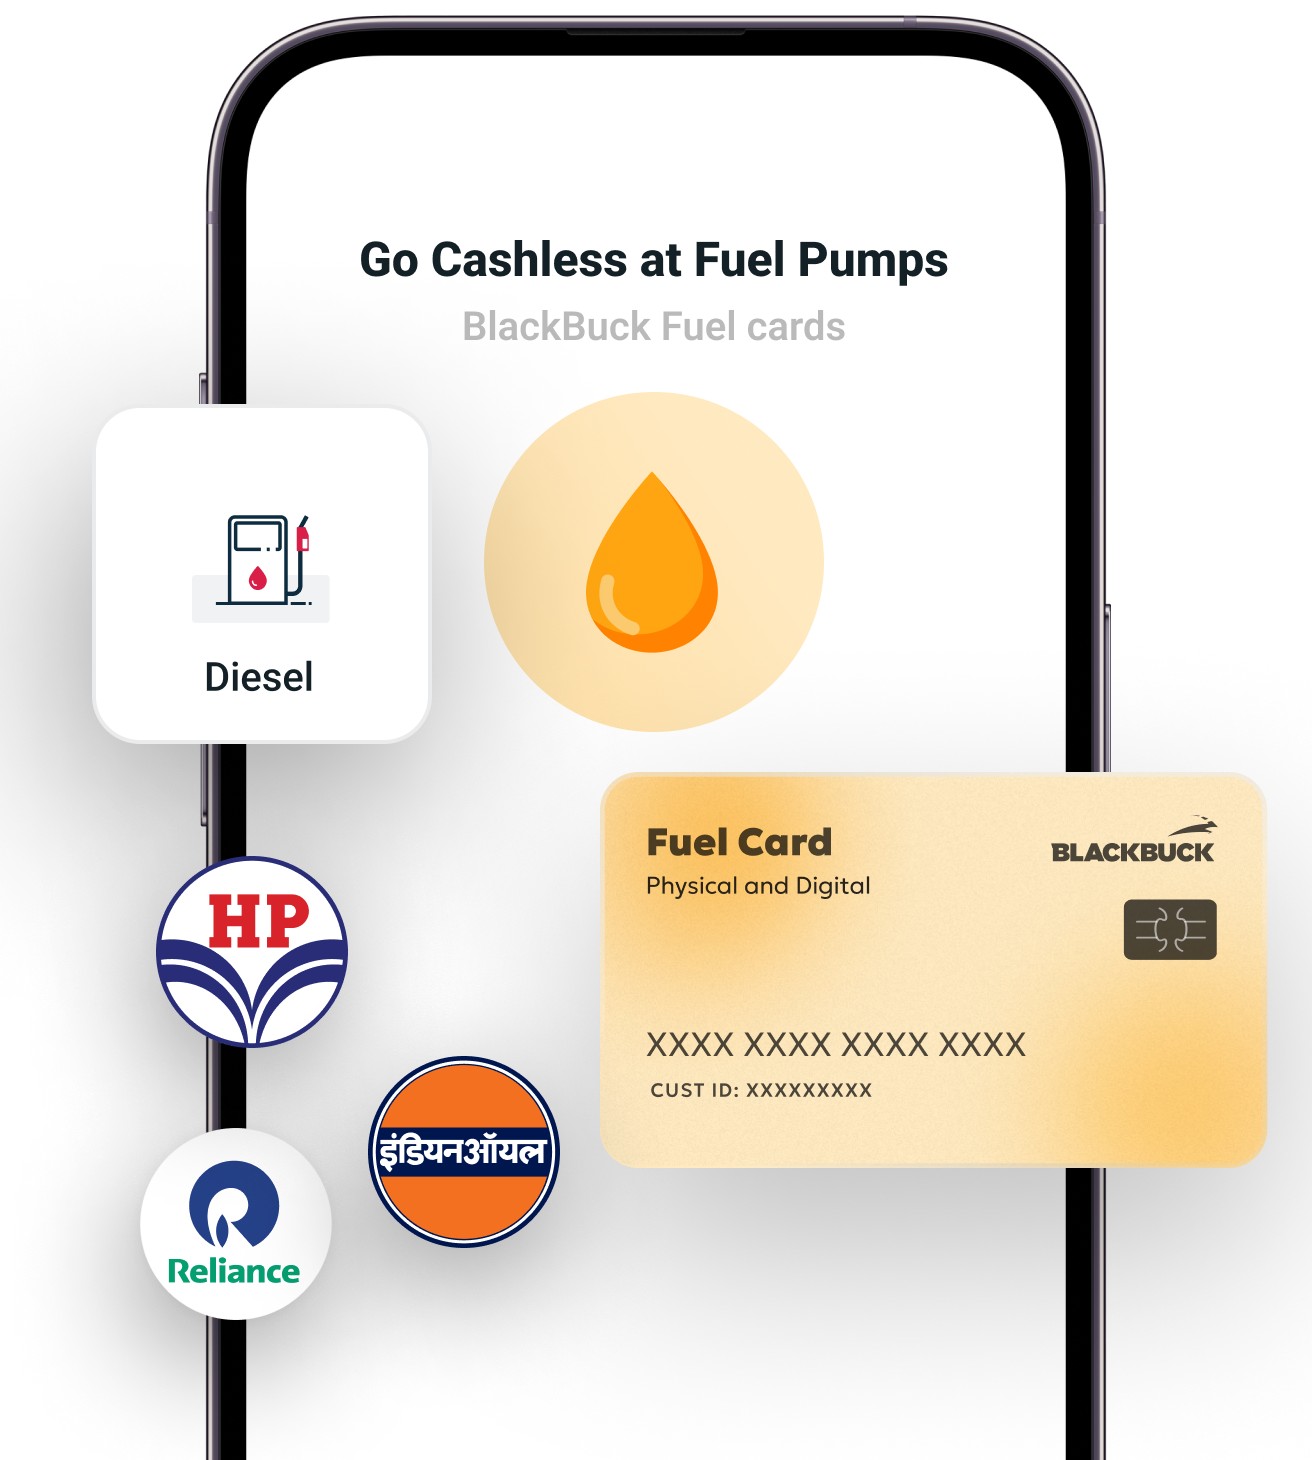 Go Cashless at Fuel Pumps
BlackBuck Fuel cards
Diesel
Fuel Card
BLACKBUCK
Physical and Digital
HP
XXXX XXXX XXXX XXXX
CUST ID: XXXXXXXXX
इंडियनऑयल
Reliance